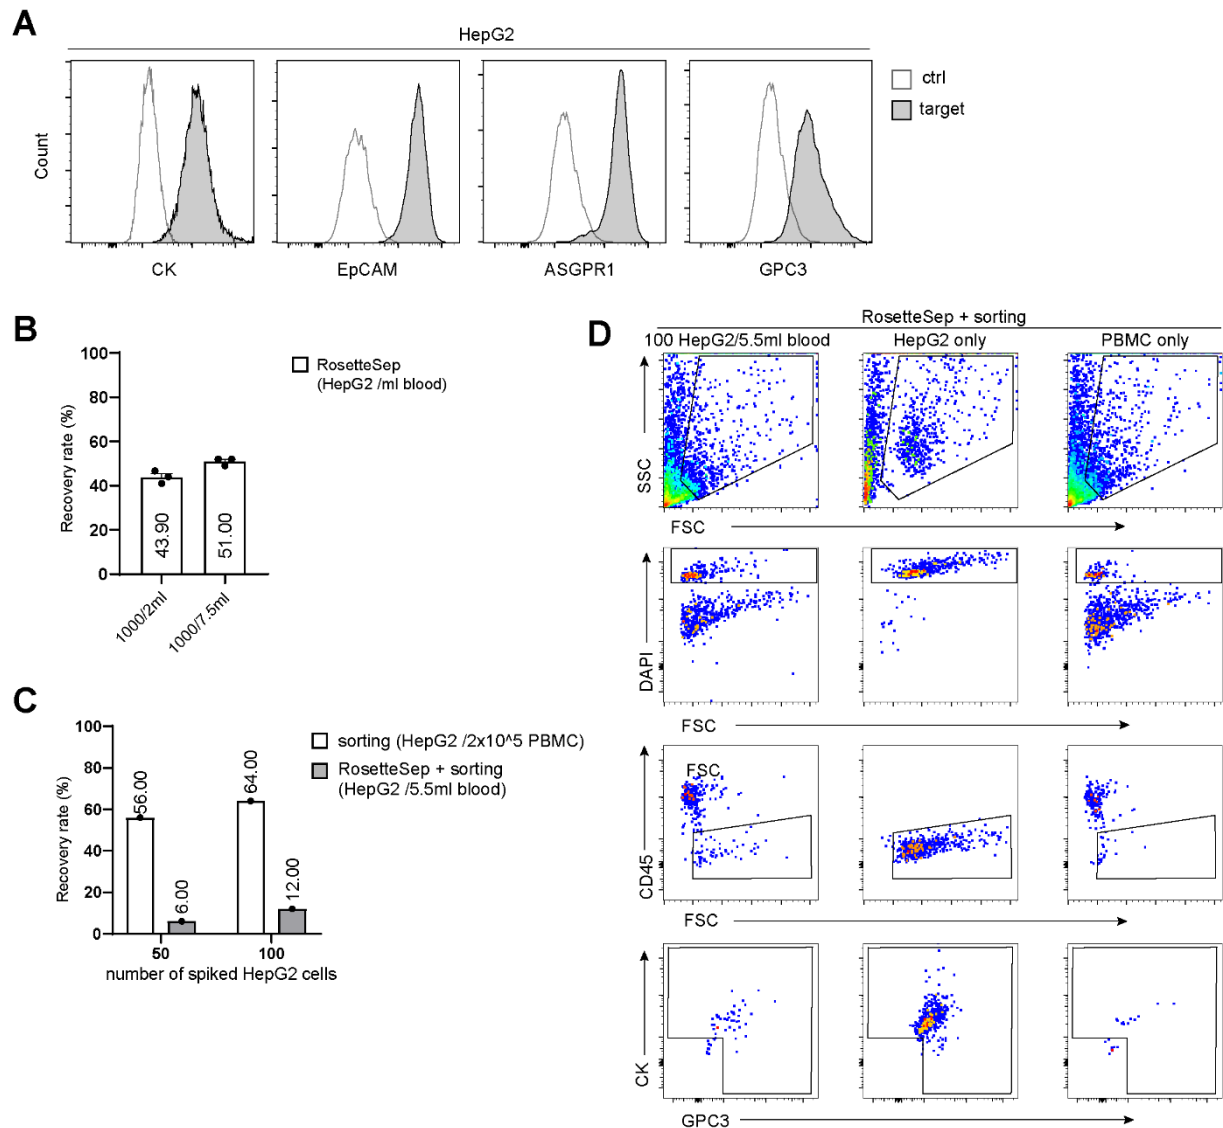 A
HepG2
ctrl
target
Count
CK
EpCAM
ASGPR1
GPC3
B
100
80
60
40
20
0
Recovery rate (%)
43.90
51.00
1000/2ml
1000/7.5ml
RosetteSep
(HepG2 /ml blood)
C
100
80
60
40
20
0
Recovery rate (%)
56.00
6.00
64.00
12.00
50
100
number of spiked HepG2 cells
sorting (HepG2 /2x10^5 PBMC)
RosetteSep + sorting
(HepG2 /5.5ml blood)
D
RosetteSep + sorting
100 HepG2/5.5ml blood
HepG2 only
PBMC only
SSC
FSC
DAPI
FSC
FSC
CD45
FSC
CK
GPC3